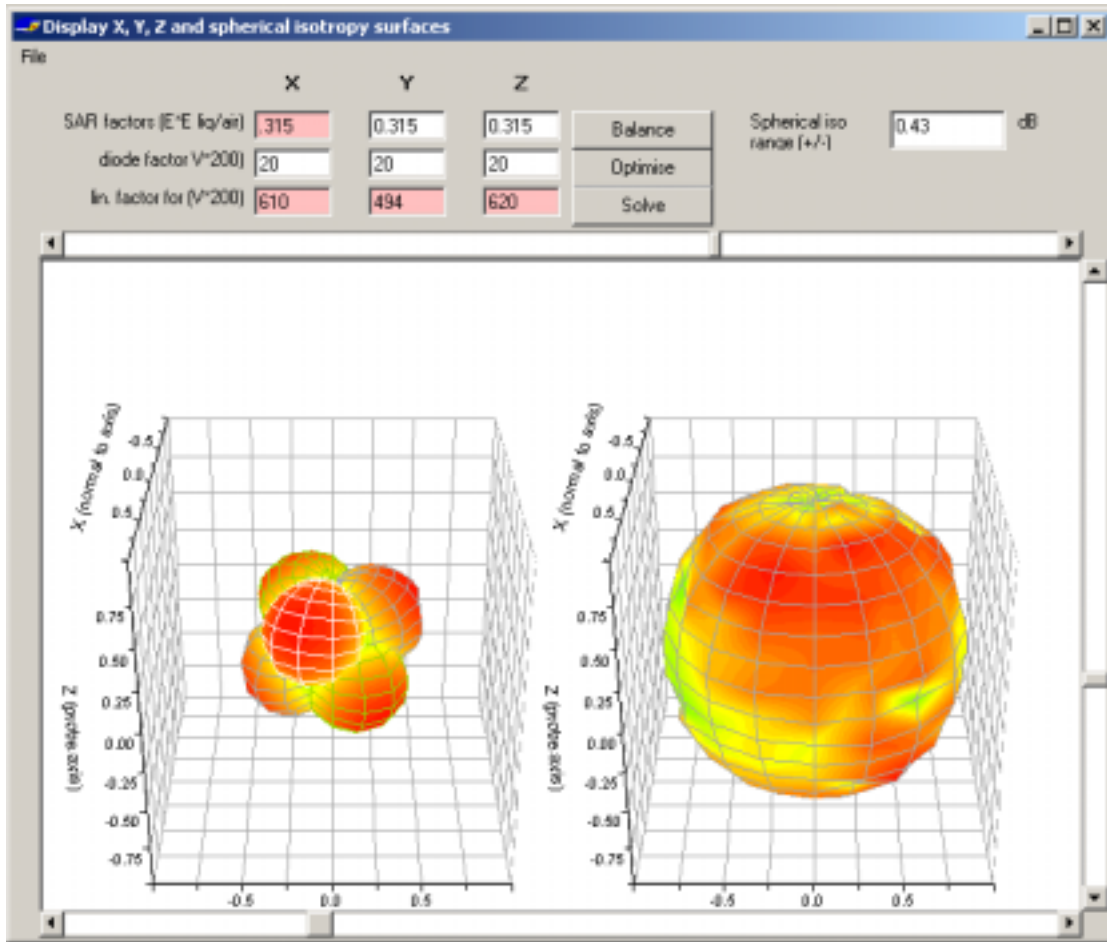 Display X, Y, Z and spherical isotropy surfaces
File
X Y Z
SAR factors (E*E liq/air) .315 0.315 0.315 Balance
Spherical iso range (+/-) 0.43 dB
diode factor V*200) 20 20 20 Optimise
lin. factor for (V*200) 610 494 620 Solve
X (normal to axis)
-0.5
0.0
0.5
0.75
0.50
0.25
0.00
-0.25
-0.50
-0.75
Z (probe axis)
-0.5 0.0 0.5
X (normal to axis)
-0.5
0.0
0.5
0.75
0.50
0.25
0.00
-0.25
-0.50
-0.75
Z (probe axis)
-0.5 0.0 0.5